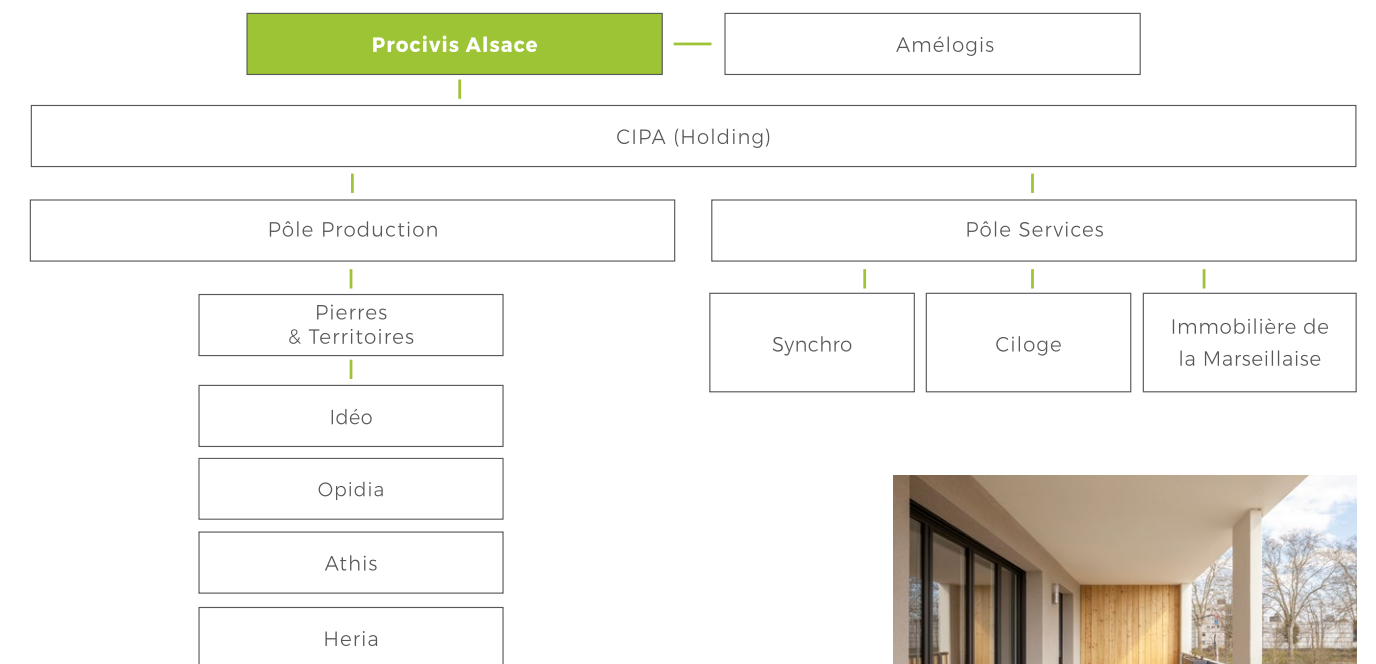 Procivis Alsace
Amélogis
CIPA (Holding)
Pôle Production
Pôle Services
Pierres
& Territoires
Synchro
Ciloge
Immobilière de
la Marseillaise
Idéo
Opidia
Athis
Heria